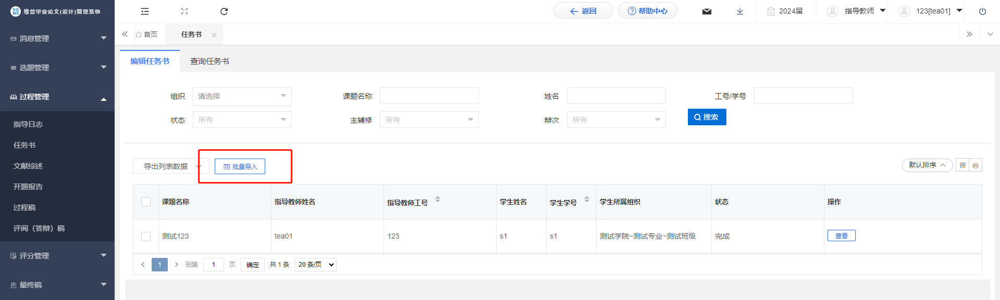 VG MS 维普毕业论文(设计)管理系统
返回 帮助中心 2024届 指导教师 123[tea01]
首页 任务书
消息管理
选题管理
过程管理
指导日志
任务书
文献综述
开题报告
过程稿
评阅（答辩）稿
评分管理
最终稿
编辑任务书 查询任务书
组织 请选择 课题名称 姓名 工号/学号
状态 所有 主辅修 所有 辩次 所有 搜索
导出列表数据 批量导入 默认排序
课题名称 指导教师姓名 指导教师工号 学生姓名 学生学号 学生所属组织 状态 操作
测试123 tea01 123 s1 s1 测试学院~测试专业~测试班级 完成 查看
1 到第 1 页 确定 共 1 条 20 条/页